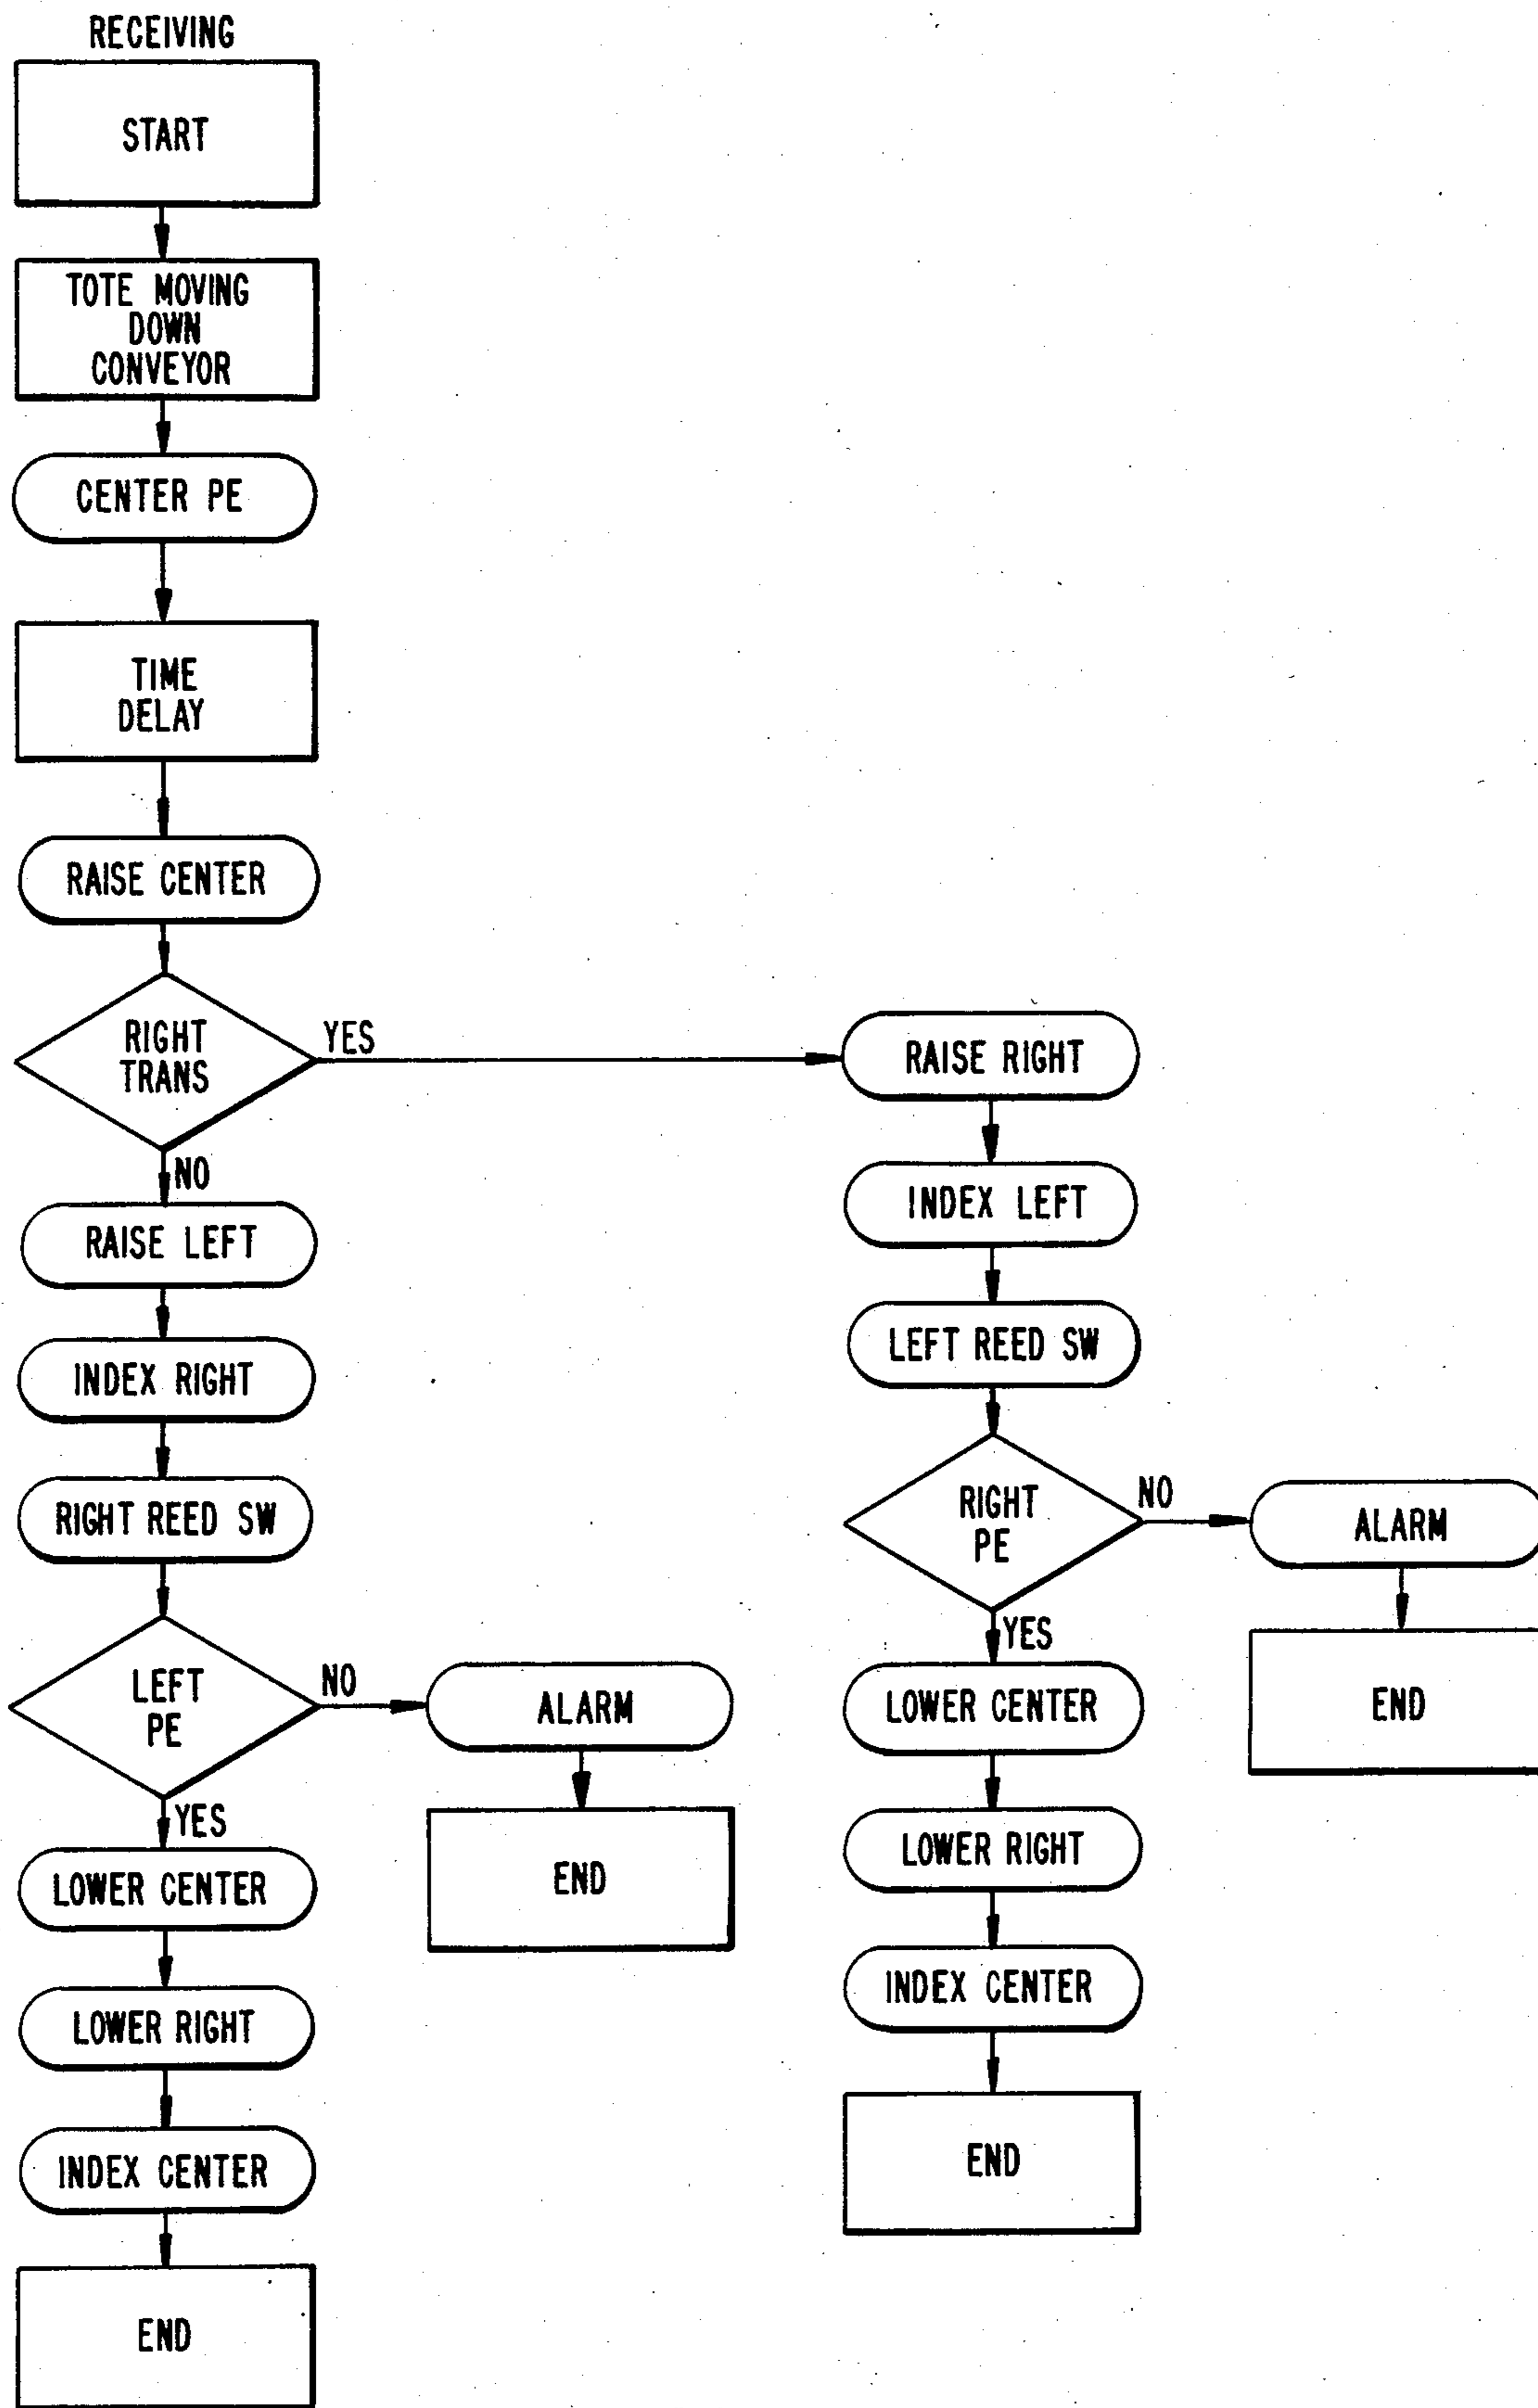 RECEIVING
START
TOTE MOVING
DOWN
CONVEYOR
CENTER PE
TIME
DELAY
RAISE CENTER
RIGHT
TRANS
YES
NO
RAISE LEFT
INDEX RIGHT
RIGHT REED SW
LEFT
PE
NO
ALARM
END
YES
LOWER CENTER
LOWER RIGHT
INDEX CENTER
END
RAISE RIGHT
INDEX LEFT
LEFT REED SW
RIGHT
PE
NO
ALARM
END
YES
LOWER CENTER
LOWER RIGHT
INDEX CENTER
END